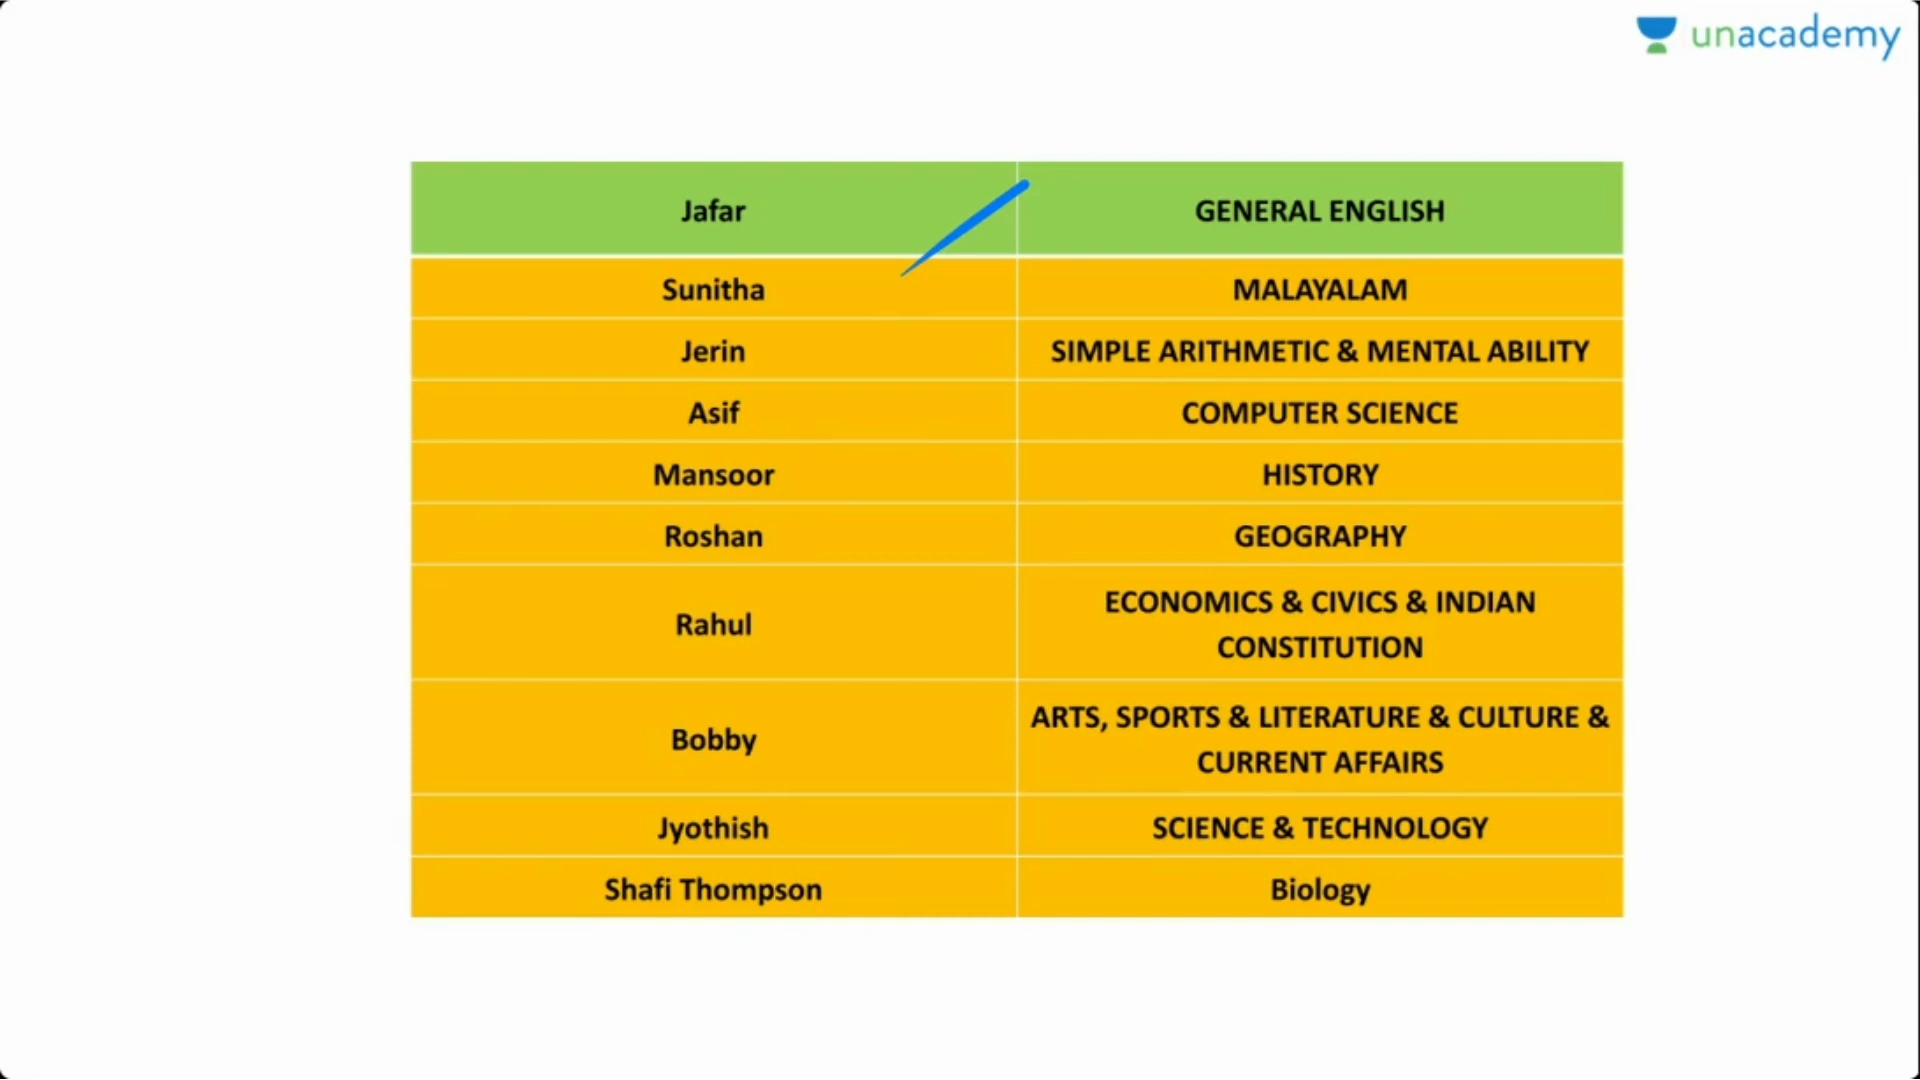 unacademy
Jafar GENERAL ENGLISH
Sunitha MALAYALAM
Jerin SIMPLE ARITHMETIC & MENTAL ABILITY
Asif COMPUTER SCIENCE
Mansoor HISTORY
Roshan GEOGRAPHY
Rahul ECONOMICS & CIVICS & INDIAN
CONSTITUTION
Bobby ARTS, SPORTS & LITERATURE & CULTURE &
CURRENT AFFAIRS
Jyothish SCIENCE & TECHNOLOGY
Shafi Thompson Biology